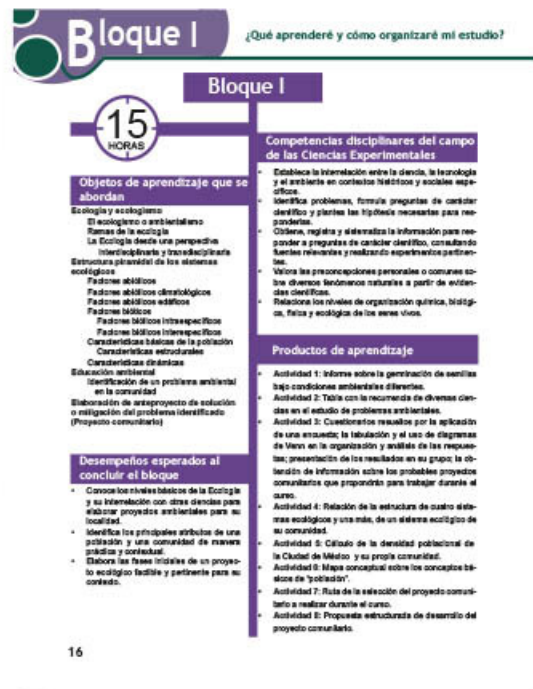 Bloque I
¿Qué aprenderé y cómo organizaré mi estudio?
Bloque I
15
HORAS
Objetos de aprendizaje que se
abordan
Ecología y ecologismo
El ecologismo o ambientalismo
Ramas de la ecología
La Ecología desde una perspectiva
interdisciplinaria y transdisciplinaria
Estructura piramidal de los sistemas
ecológicos
Factores abióticos
Factores abióticos climatológicos
Factores abióticos edáficos
Factores bióticos
Factores bióticos intraespecíficos
Factores bióticos interespecíficos
Características básicas de la población
Características estructurales
Características dinámicas
Educación ambiental
Identificación de un problema ambiental
en la comunidad
Elaboración de anteproyecto de solución
o mitigación del problema identificado
(Proyecto comunitario)
Desempeños esperados al
concluir el bloque
• Conoce los niveles básicos de la Ecología
y su interrelación con otras ciencias para
elaborar proyectos ambientales para su
localidad.
• Identifica los principales atributos de una
población y una comunidad de manera
práctica y contextual.
• Elabora las fases iniciales de un proyec-
to ecológico factible y pertinente para su
contexto.
Competencias disciplinares del campo
de las Ciencias Experimentales
• Establece la interrelación entre la ciencia, la tecnología
y el ambiente en contextos históricos y sociales espe-
cíficos.
• Identifica problemas, formula preguntas de carácter
científico y plantea las hipótesis necesarias para res-
ponderlas.
• Obtiene, registra y sistematiza la información para res-
ponder a preguntas de carácter científico, consultando
fuentes relevantes y realizando experimentos pertinen-
tes.
• Valora las preconcepciones personales o comunes so-
bre diversos fenómenos naturales a partir de eviden-
cias científicas.
• Relaciona los niveles de organización química, biológi-
ca, física y ecológica de los seres vivos.
Productos de aprendizaje
• Actividad 1: Informe sobre la germinación de semillas
bajo condiciones ambientales diferentes.
• Actividad 2: Tabla con la recurrencia de diversas cien-
cias en el estudio de problemas ambientales.
• Actividad 3: Cuestionarios resueltos por la aplicación
de una encuesta; la tabulación y el uso de diagramas
de Venn en la organización y análisis de las respues-
tas; presentación de los resultados en su grupo; la ob-
tención de información sobre los probables proyectos
comunitarios que propondrán para trabajar durante el
curso.
• Actividad 4: Relación de la estructura de cuatro siste-
mas ecológicos y una más, de un sistema ecológico de
su comunidad.
• Actividad 5: Cálculo de la densidad poblacional de
la Ciudad de México y su propia comunidad.
• Actividad 6: Mapa conceptual sobre los conceptos bá-
sicos de "población".
• Actividad 7: Ruta de la selección del proyecto comuni-
tario a realizar durante el curso.
• Actividad 8: Propuesta estructurada de desarrollo del
proyecto comunitario.
16